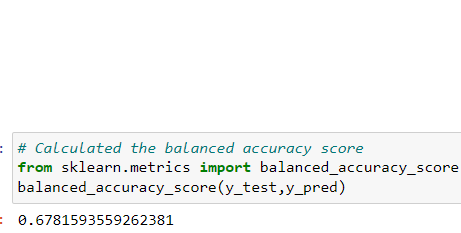 # Calculated the balanced accuracy score
from sklearn.metrics import balanced_accuracy_score
balanced_accuracy_score(y_test,y_pred)
0.6781593559262381